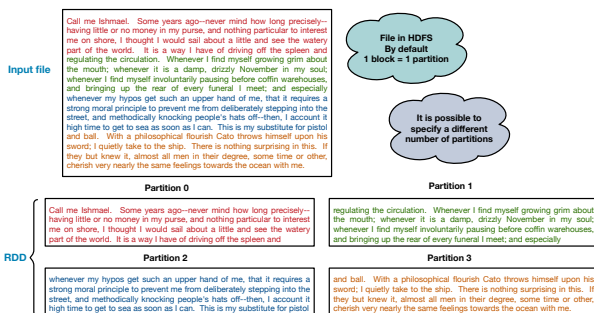 Call me Ishmael. Some years ago--never mind how long precisely--
having little or no money in my purse, and nothing particular to interest
me on shore, I thought I would sail about a little and see the watery
part of the world. It is a way I have of driving off the spleen and
regulating the circulation. Whenever I find myself growing grim about
the mouth; whenever it is a damp, drizzly November in my soul;
whenever I find myself involuntarily pausing before coffin warehouses,
and bringing up the rear of every funeral I meet; and especially
whenever my hypos get such an upper hand of me, that it requires a
strong moral principle to prevent me from deliberately stepping into the
street, and methodically knocking people's hats off--then, I account it
high time to get to sea as soon as I can. This is my substitute for pistol
and ball. With a philosophical flourish Cato throws himself upon his
sword; I quietly take to the ship. There is nothing surprising in this. If
they but knew it, almost all men in their degree, some time or other,
cherish very nearly the same feelings towards the ocean with me.
Input file
File in HDFS
By default
1 block = 1 partition
It is possible to
specify a different
number of partitions
Partition 0
Call me Ishmael. Some years ago--never mind how long precisely--
having little or no money in my purse, and nothing particular to interest
me on shore, I thought I would sail about a little and see the watery
part of the world. It is a way I have of driving off the spleen and
Partition 1
regulating the circulation. Whenever I find myself growing grim about
the mouth; whenever it is a damp, drizzly November in my soul;
whenever I find myself involuntarily pausing before coffin warehouses,
and bringing up the rear of every funeral I meet; and especially
RDD
Partition 2
whenever my hypos get such an upper hand of me, that it requires a
strong moral principle to prevent me from deliberately stepping into the
street, and methodically knocking people's hats off--then, I account it
high time to get to sea as soon as I can. This is my substitute for pistol
Partition 3
and ball. With a philosophical flourish Cato throws himself upon his
sword; I quietly take to the ship. There is nothing surprising in this. If
they but knew it, almost all men in their degree, some time or other,
cherish very nearly the same feelings towards the ocean with me.